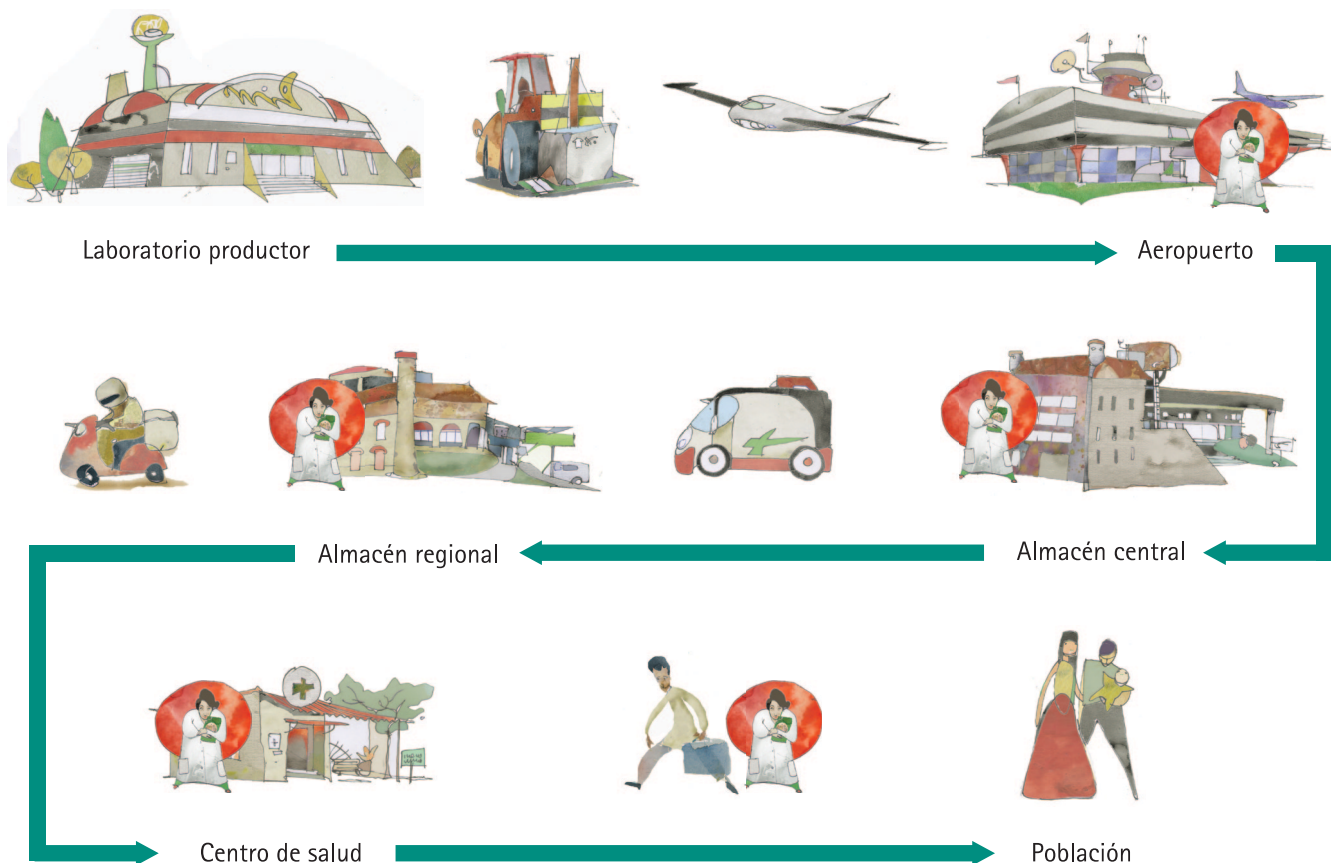 Laboratorio productor
Aeropuerto
Almacén regional
Almacén central
Centro de salud
Población